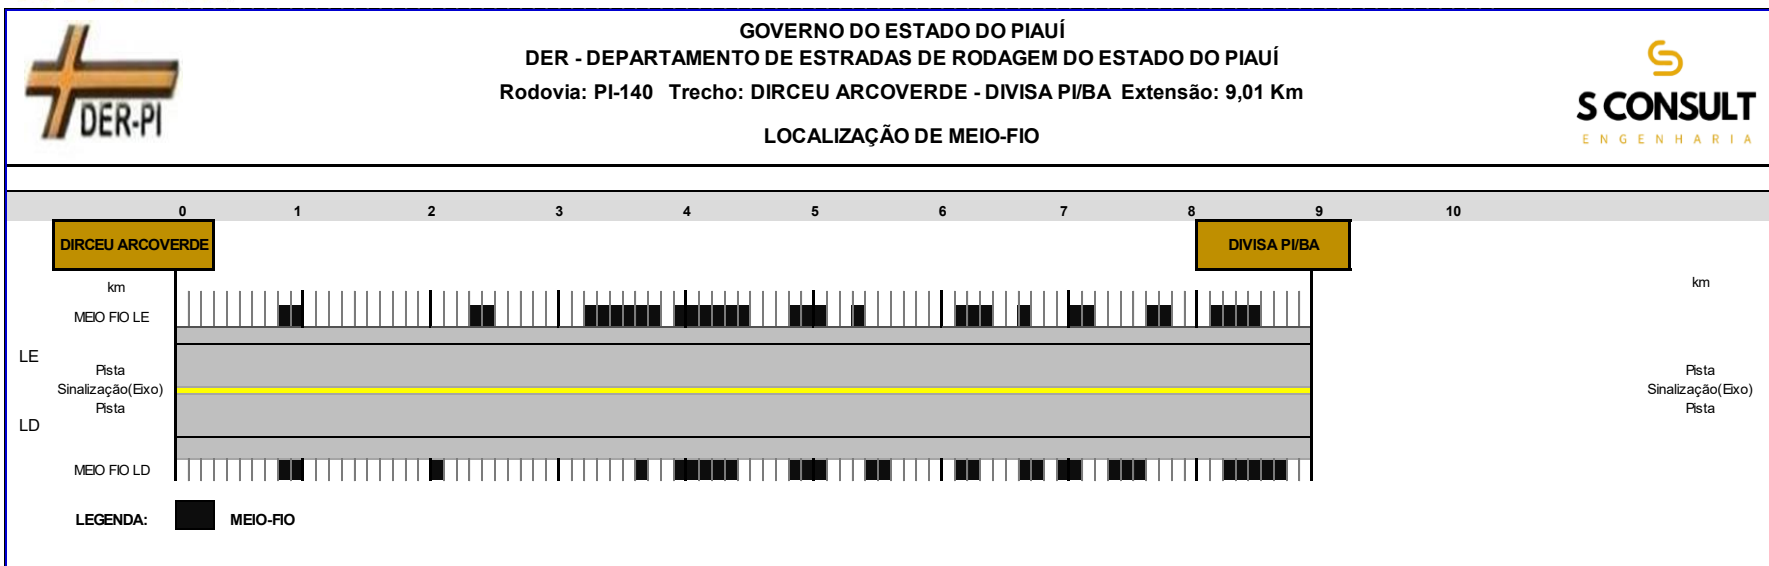 GOVERNO DO ESTADO DO PIAUÍ
DER - DEPARTAMENTO DE ESTRADAS DE RODAGEM DO ESTADO DO PIAUÍ
Rodovia: PI-140 Trecho: DIRCEU ARCOVERDE - DIVISA PI/BA Extensão: 9,01 Km
LOCALIZAÇÃO DE MEIO-FIO
DER-PI
S CONSULT
ENGENHARIA
0 1 2 3 4 5 6 7 8 9 10
DIRCEU ARCOVERDE
DIVISA PI/BA
km
km
MEIO FIO LE
LE
Pista
Sinalização(Eixo)
Pista
LD
Pista
Sinalização(Eixo)
Pista
MEIO FIO LD
LEGENDA:
MEIO-FIO